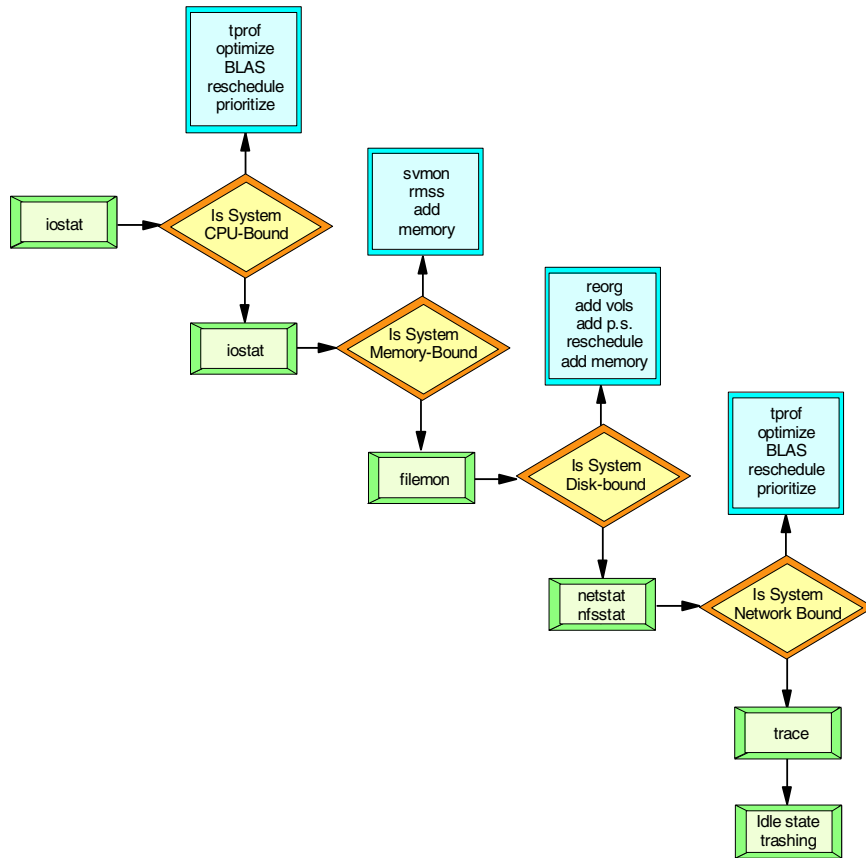 tprof
optimize
BLAS
reschedule
prioritize
iostat
Is System
CPU-Bound
svmon
rmss
add
memory
iostat
Is System
Memory-Bound
reorg
add vols
add p.s.
reschedule
add memory
filemon
Is System
Disk-bound
tprof
optimize
BLAS
reschedule
prioritize
netstat
nfsstat
Is System
Network Bound
trace
Idle state
trashing